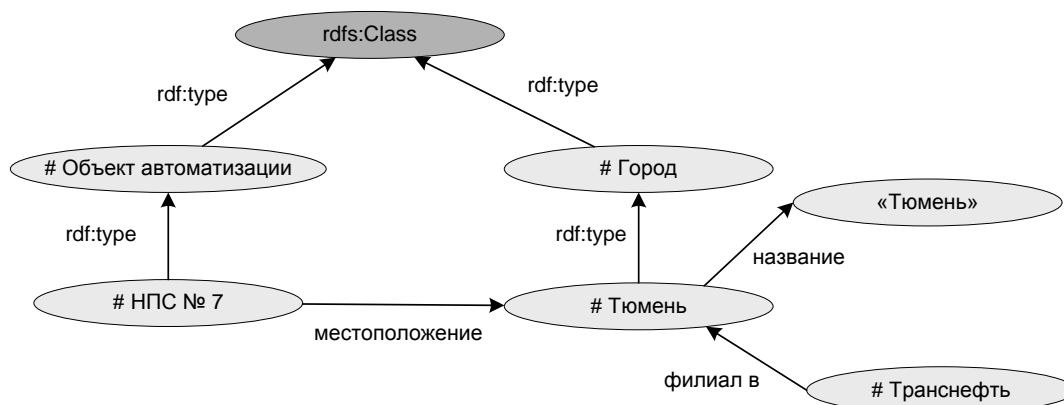 rdfs:Class
rdf:type
rdf:type
# Объект автоматизации
# Город
«Тюмень»
rdf:type
rdf:type
название
# НПС № 7
# Тюмень
местоположение
филиал в
# Транснефть